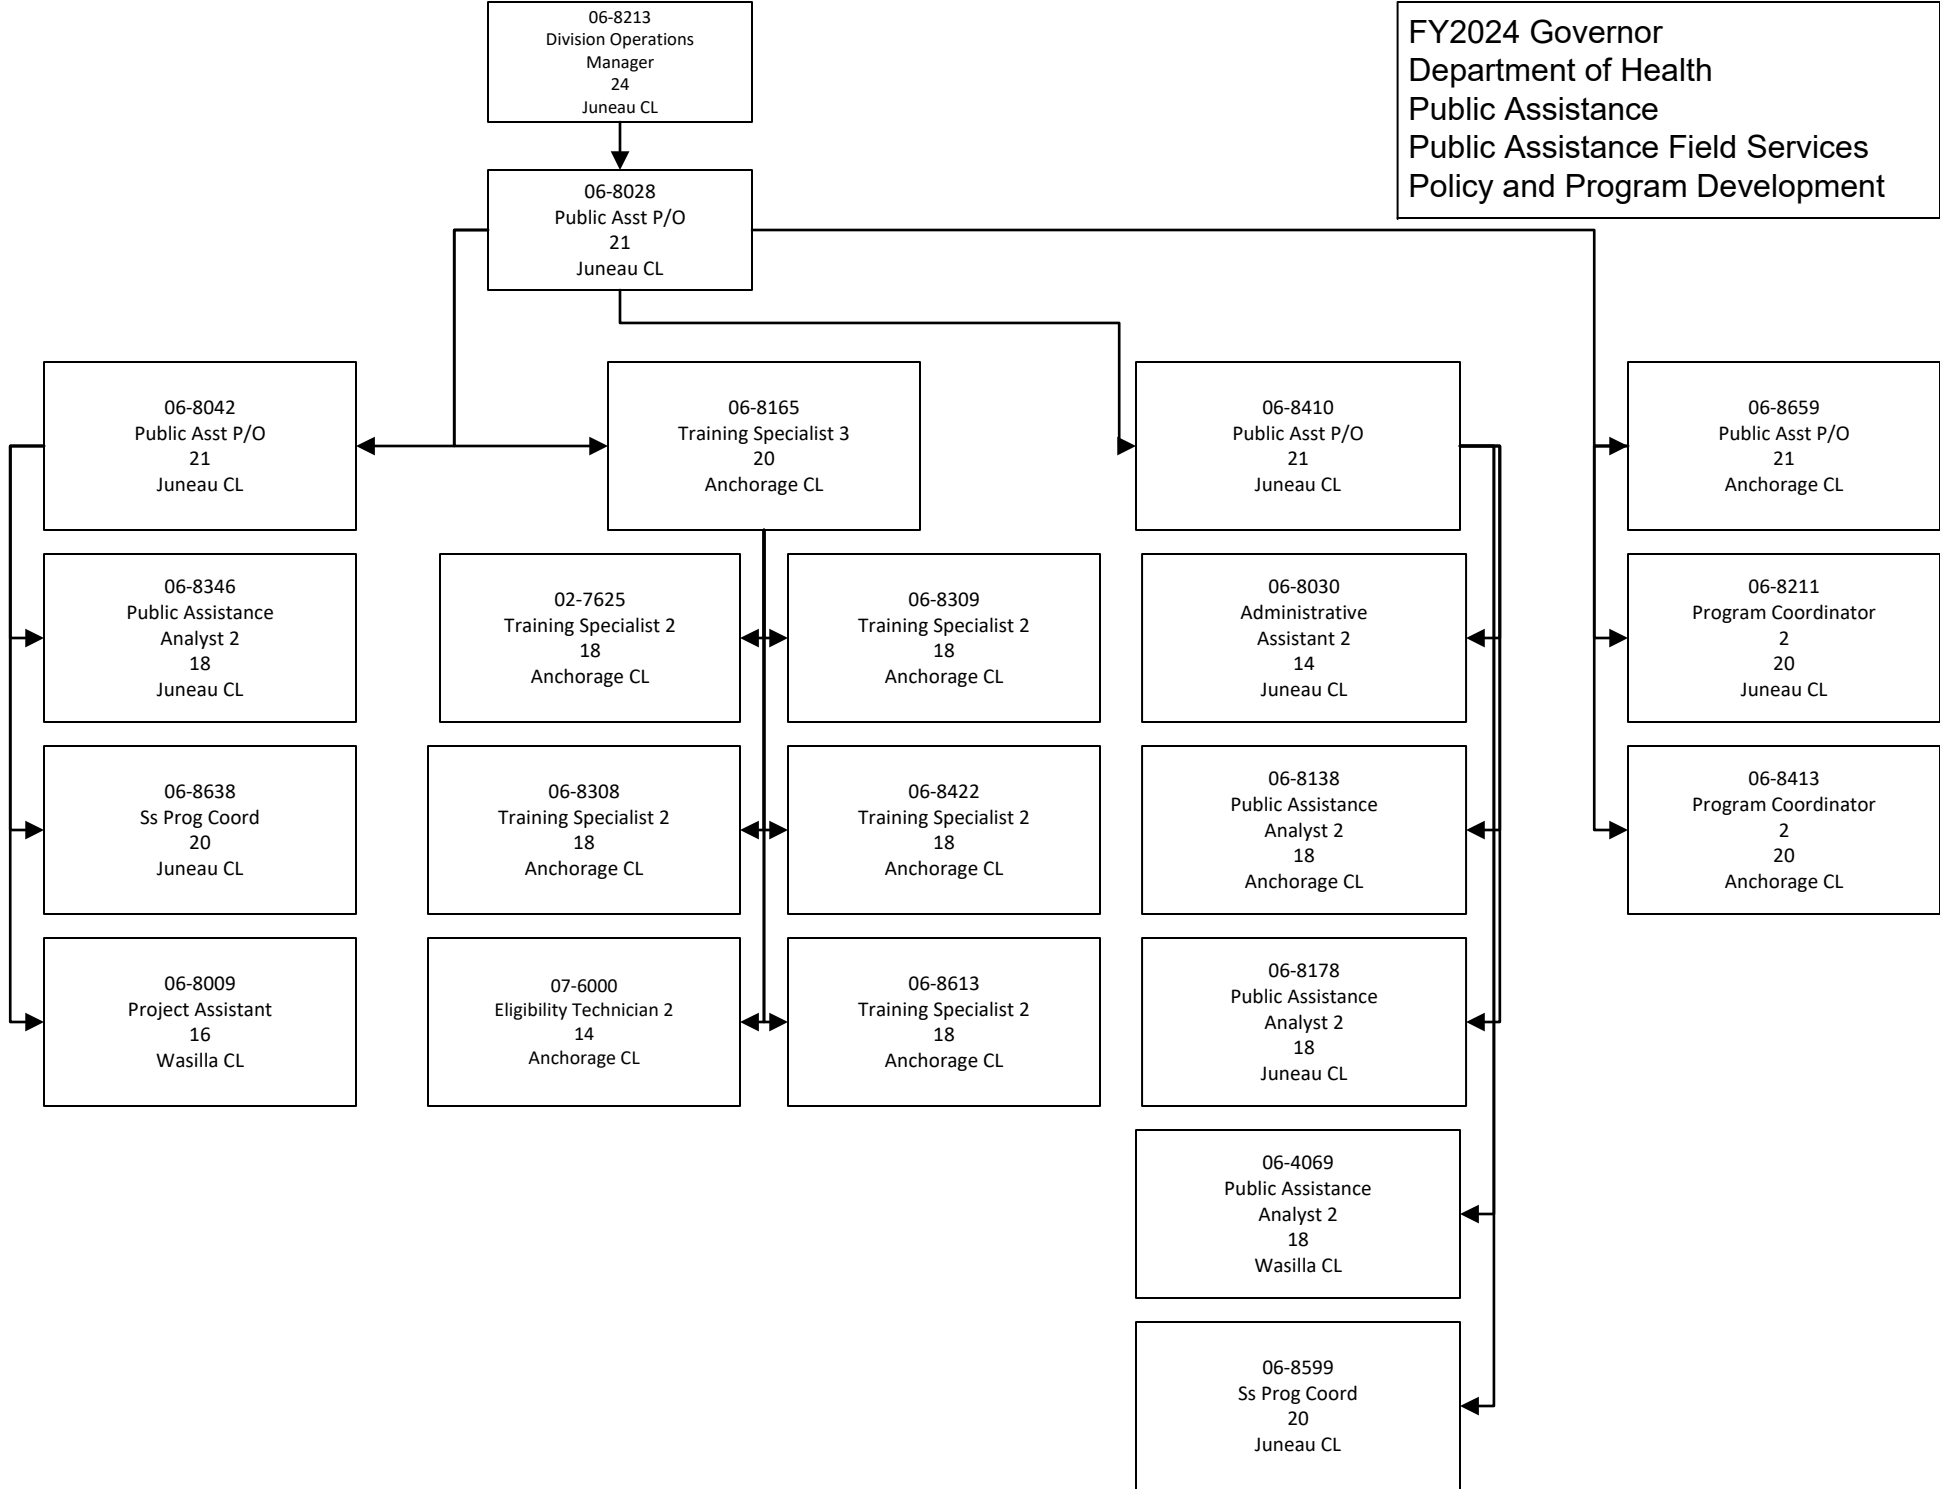 06-8213
Division Operations
Manager
24
Juneau CL
FY2024 Governor
Department of Health
Public Assistance
Public Assistance Field Services
Policy and Program Development
06-8028
Public Asst P/O
21
Juneau CL
06-8042
Public Asst P/O
21
Juneau CL
06-8165
Training Specialist 3
20
Anchorage CL
06-8410
Public Asst P/O
21
Juneau CL
06-8659
Public Asst P/O
21
Anchorage CL
06-8346
Public Assistance
Analyst 2
18
Juneau CL
02-7625
Training Specialist 2
18
Anchorage CL
06-8309
Training Specialist 2
18
Anchorage CL
06-8030
Administrative
Assistant 2
14
Juneau CL
06-8211
Program Coordinator
2
20
Juneau CL
06-8638
Ss Prog Coord
20
Juneau CL
06-8308
Training Specialist 2
18
Anchorage CL
06-8422
Training Specialist 2
18
Anchorage CL
06-8138
Public Assistance
Analyst 2
18
Anchorage CL
06-8413
Program Coordinator
2
20
Anchorage CL
06-8009
Project Assistant
16
Wasilla CL
07-6000
Eligibility Technician 2
14
Anchorage CL
06-8613
Training Specialist 2
18
Anchorage CL
06-8178
Public Assistance
Analyst 2
18
Juneau CL
06-4069
Public Assistance
Analyst 2
18
Wasilla CL
06-8599
Ss Prog Coord
20
Juneau CL